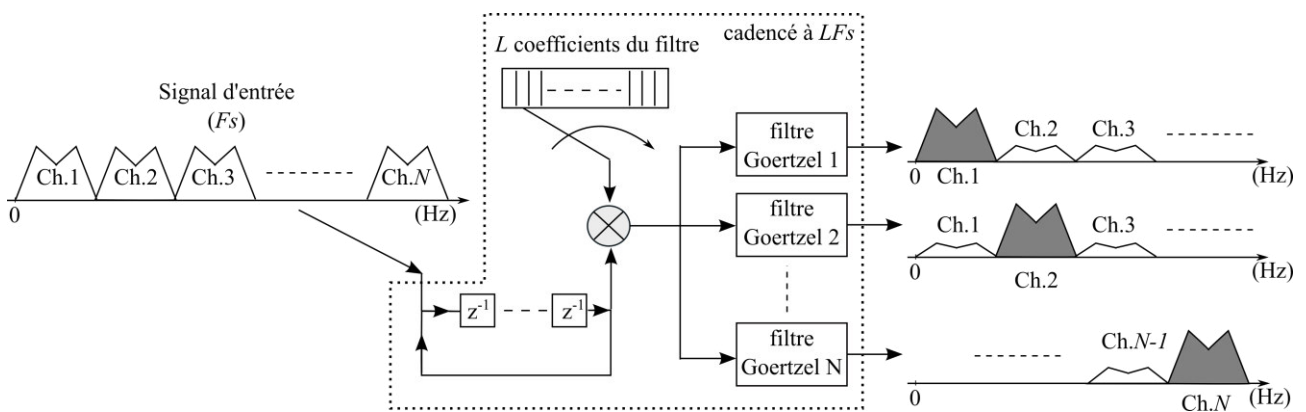 cadencé à LFs
L coefficients du filtre
Signal d'entrée
(Fs)
Ch.1
Ch.2
Ch.3
Ch.N
0
(Hz)
z-1
z-1
filtre
Goertzel 1
filtre
Goertzel 2
filtre
Goertzel N
Ch.2
Ch.3
0
Ch.1
(Hz)
Ch.1
Ch.3
0
Ch.2
(Hz)
Ch.N-1
0
Ch.N
(Hz)